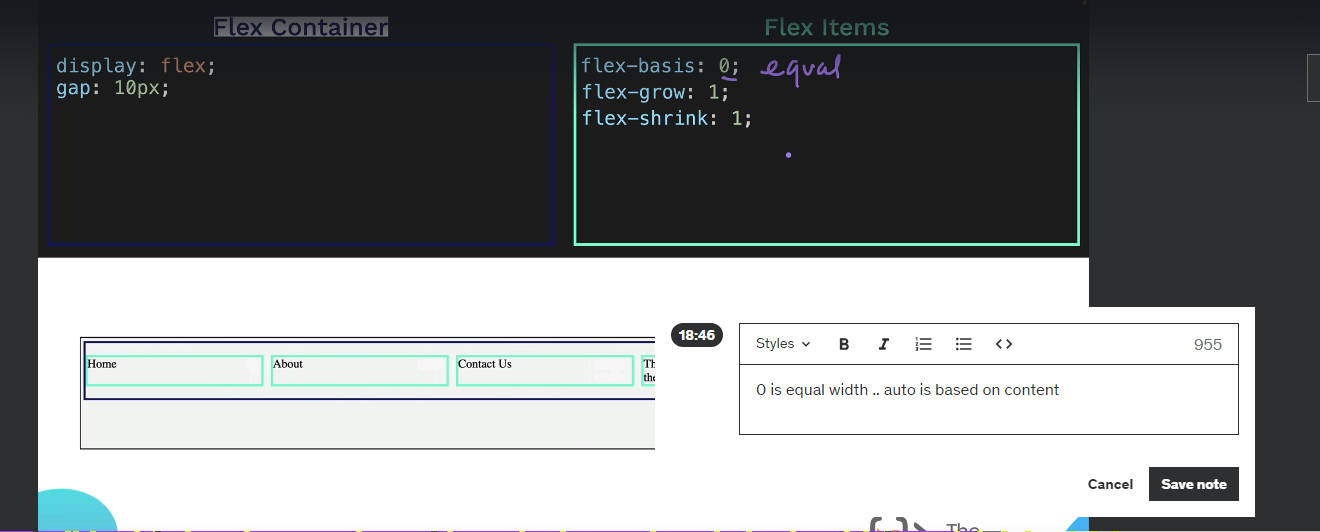 Flex Container
Flex Items
display: flex;
gap: 10px;
flex-basis: 0; equal
flex-grow: 1;
flex-shrink: 1;
18:46
Styles B I <> 955
0 is equal width .. auto is based on content
Home About Contact Us
Cancel Save note
The